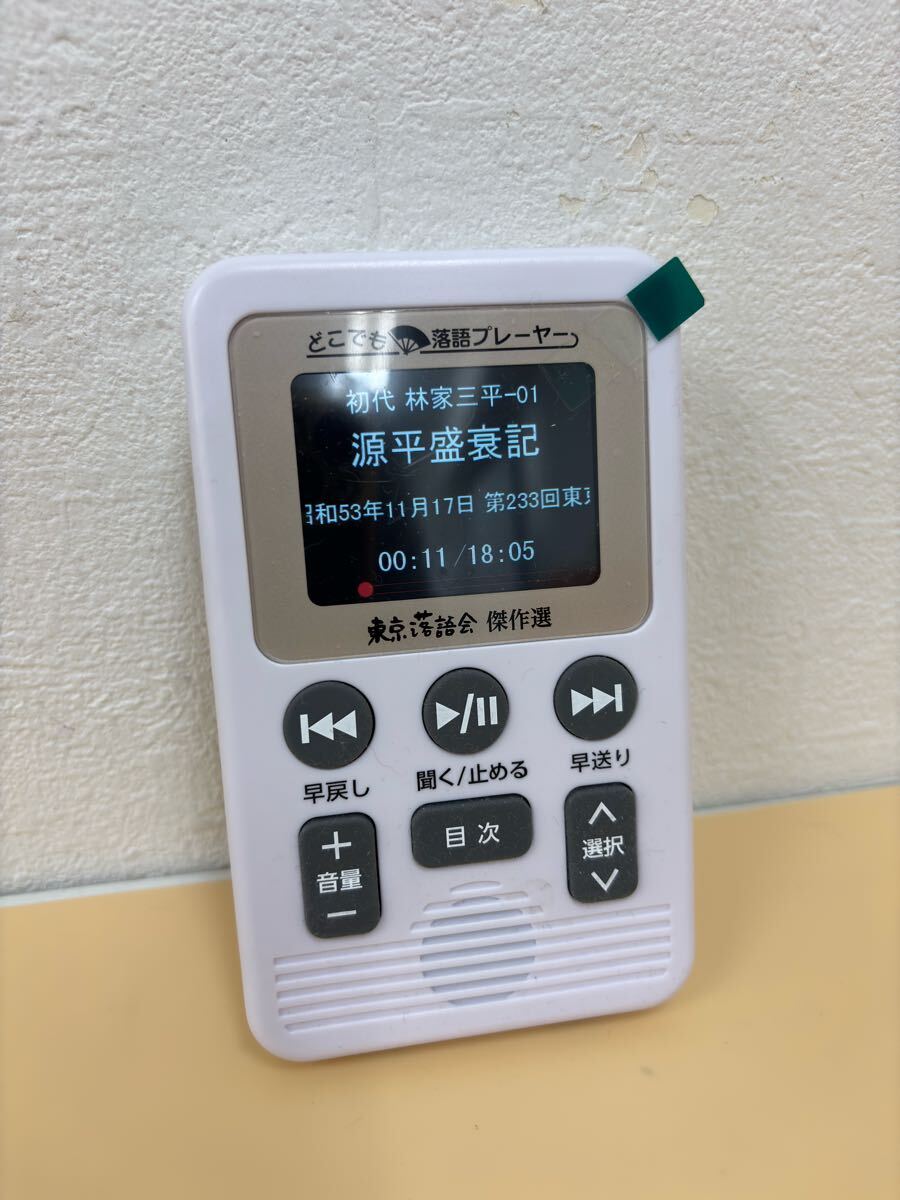 どこでも落語プレーヤー
初代 林家三平-01
源平盛衰記
昭和53年11月17日 第233回東京
00:11/18:05
東京落語会 傑作選
早戻し
聞く/止める
早送り
+
音量
-
目次
選択